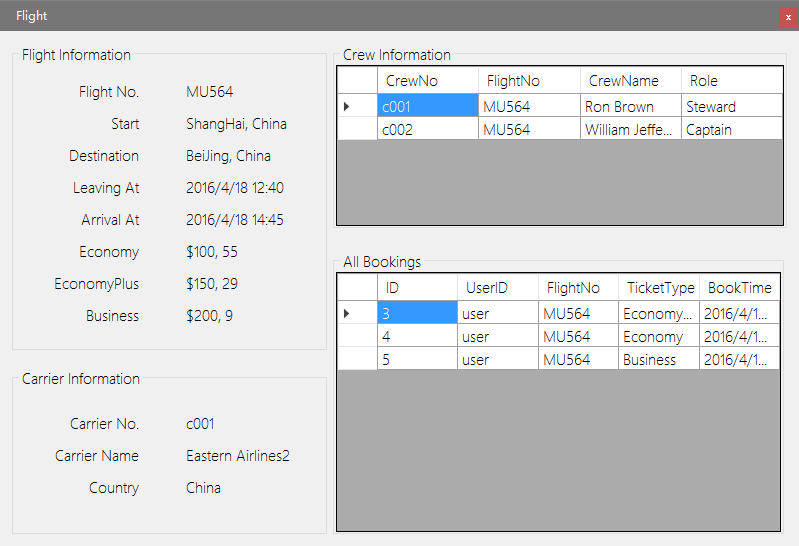 Flight x
Flight Information
Flight No. MU564
Start ShangHai, China
Destination BeiJing, China
Leaving At 2016/4/18 12:40
Arrival At 2016/4/18 14:45
Economy $100, 55
EconomyPlus $150, 29
Business $200, 9
Carrier Information
Carrier No. c001
Carrier Name Eastern Airlines2
Country China
Crew Information
CrewNo FlightNo CrewName Role
c001 MU564 Ron Brown Steward
c002 MU564 William Jeffe... Captain
All Bookings
ID UserID FlightNo TicketType BookTime
3 user MU564 Economy... 2016/4/1...
4 user MU564 Economy 2016/4/1...
5 user MU564 Business 2016/4/1...